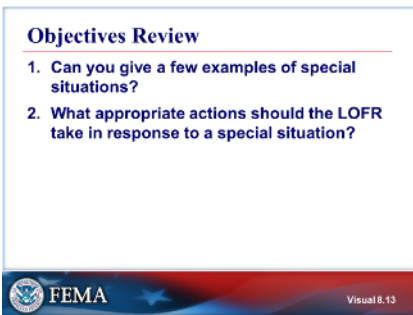 Objectives Review
1. Can you give a few examples of special
situations?
2. What appropriate actions should the LOFR
take in response to a special situation?
FEMA
Visual 8.13